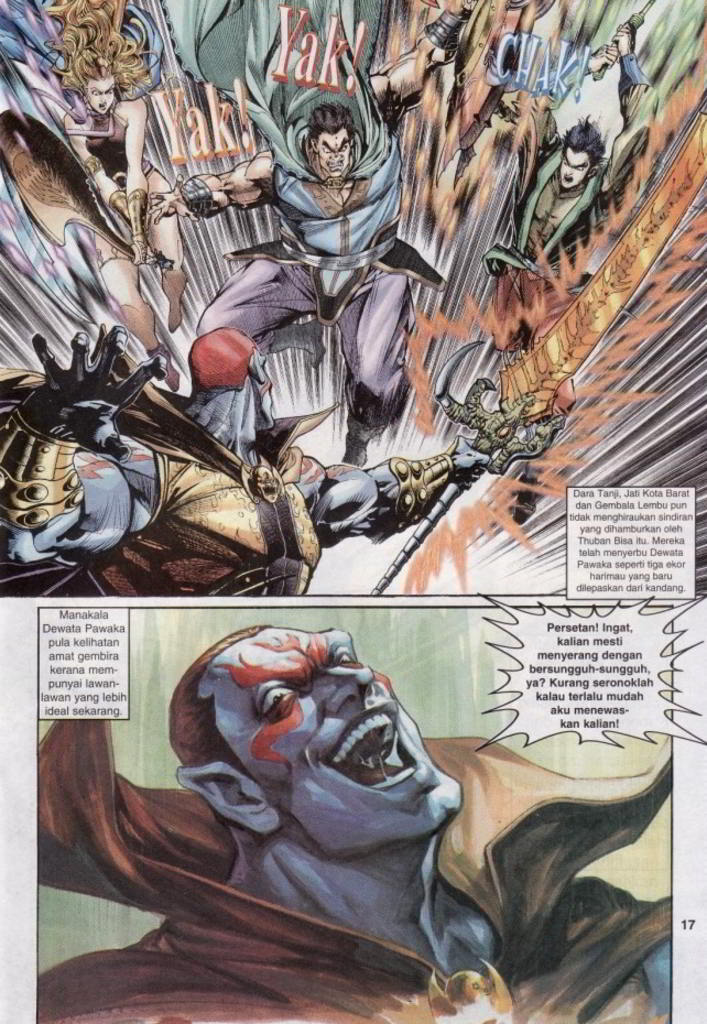 Yak!
Yak!
CHAK!
Dara Tanji, Jati Kota Barat
dan Gembala Lembu pun
tidak menghiraukan sindiran
yang dihamburkan oleh
Thuban Bisa itu. Mereka
telah menyerbu Dewata
Pawaka seperti tiga ekor
harimau yang baru
dilepaskan dari kandang.
Manakala
Dewata Pawaka
pula kelihatan
amat gembira
kerana mem-
punyai lawan-
lawan yang lebih
ideal sekarang.
Persetan! Ingat,
kalian mesti
menyerang dengan
bersungguh-sungguh,
ya? Kurang seronoklah
kalau terlalu mudah
aku menewas-
kan kalian!
17